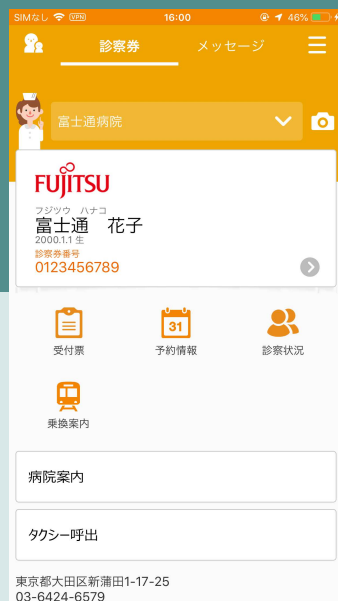 SIMなし VPN 16:00 46%
診察券 メッセージ
富士通病院
FUJITSU
フジツウ ハナコ
富士通 花子
2000.1.1 生
診察券番号
0123456789
31
受付票 予約情報 診察状況
乗換案内
病院案内
タクシー呼出
東京都大田区新蒲田1-17-25
03-6424-6579